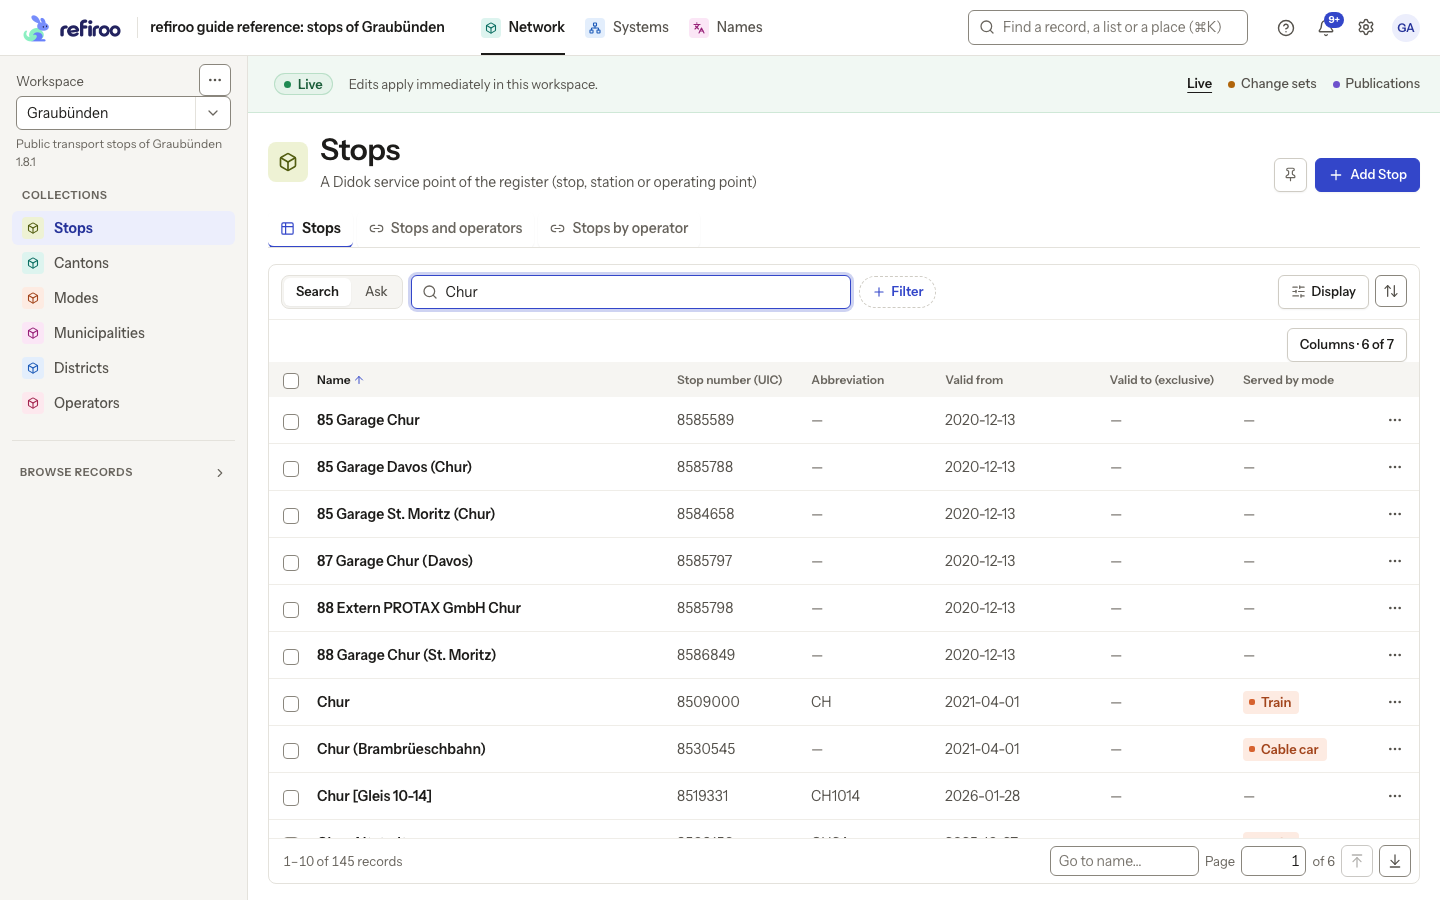 refiroo
refiroo guide reference: stops of Graubünden
Network
Systems
Names
Find a record, a list or a place (⌘K)
9+
GA
Workspace
Graubünden
Public transport stops of Graubünden
1.8.1
COLLECTIONS
Stops
Cantons
Modes
Municipalities
Districts
Operators
BROWSE RECORDS
Live
Edits apply immediately in this workspace.
Live
Change sets
Publications
Stops
A Didok service point of the register (stop, station or operating point)
Add Stop
Stops
Stops and operators
Stops by operator
Search
Ask
Chur
Filter
Display
Columns · 6 of 7
Name Stop number (UIC) Abbreviation Valid from Valid to (exclusive) Served by mode
85 Garage Chur 8585589 — 2020-12-13 — —
85 Garage Davos (Chur) 8585788 — 2020-12-13 — —
85 Garage St. Moritz (Chur) 8584658 — 2020-12-13 — —
87 Garage Chur (Davos) 8585797 — 2020-12-13 — —
88 Extern PROTAX GmbH Chur 8585798 — 2020-12-13 — —
88 Garage Chur (St. Moritz) 8586849 — 2020-12-13 — —
Chur 8509000 CH 2021-04-01 — Train
Chur (Brambrüeschbahn) 8530545 — 2021-04-01 — Cable car
Chur [Gleis 10-14] 8519331 CH1014 2026-01-28 — —
1–10 of 145 records
Go to name...
Page
1
of 6